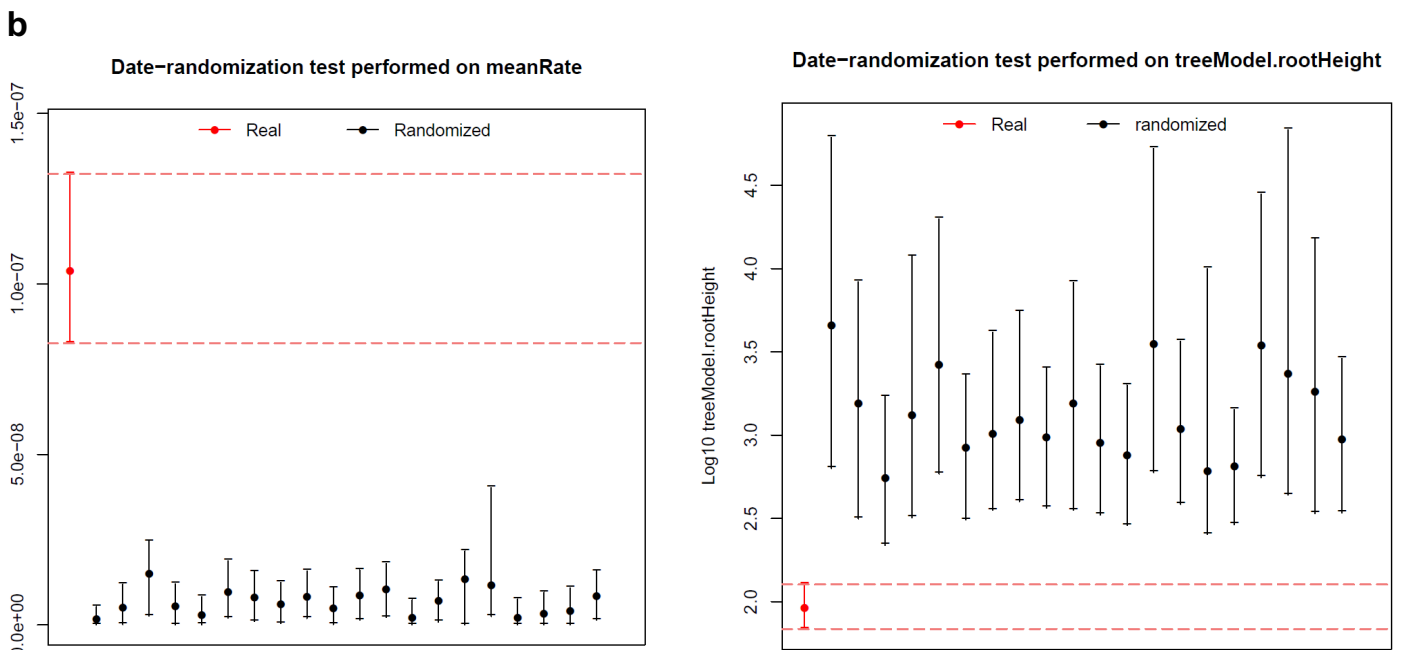 b
Date−randomization test performed on meanRate
Real
Randomized
1.5e−07
1.0e−07
5.0e−08
0.0e+00
Date−randomization test performed on treeModel.rootHeight
Real
randomized
Log10 treeModel.rootHeight
4.5
4.0
3.5
3.0
2.5
2.0